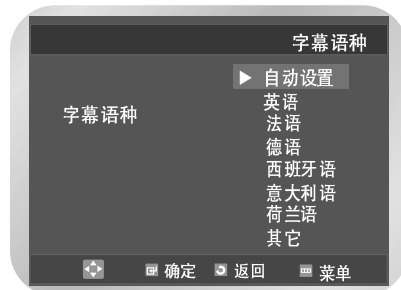 字幕语种
字幕语种
自动设置
英语
法语
德语
西班牙语
意大利语
荷兰语
其它
确定 返回 菜单